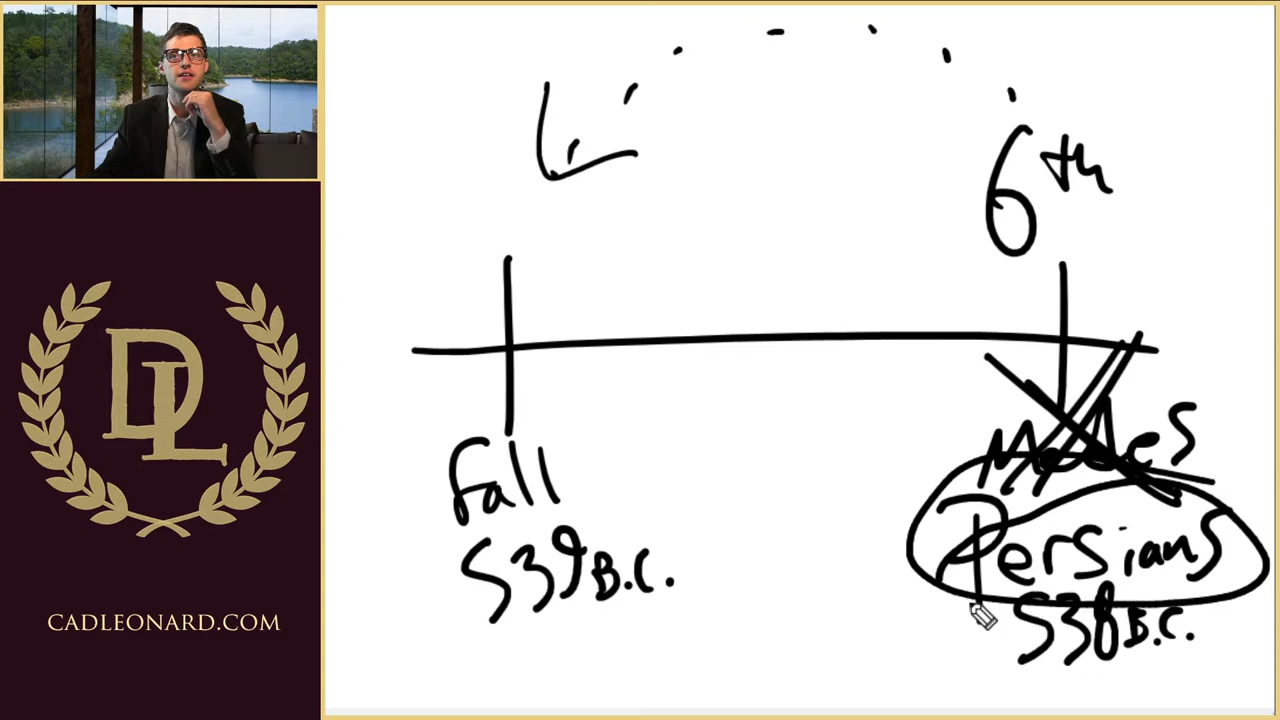 6th
Fall
539 B.C.
Medes
Persians
538 B.C.
DL
CADLEONARD.COM